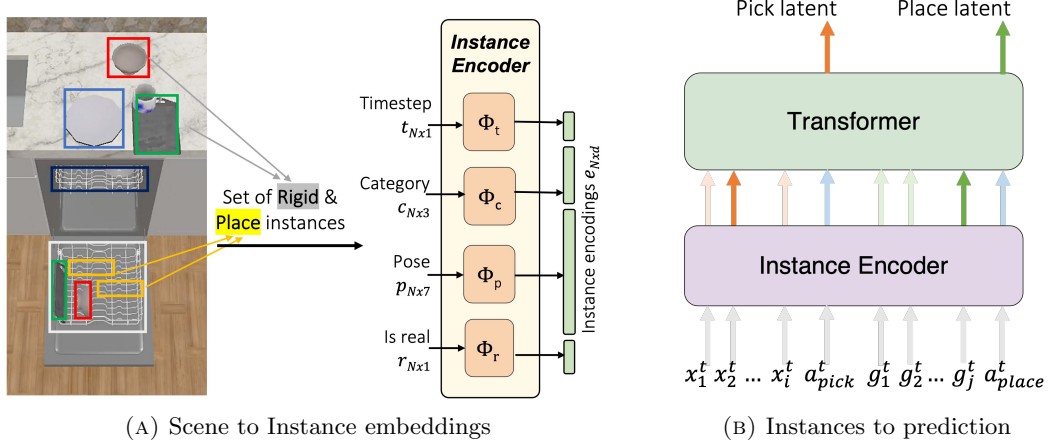 Instance
Encoder
Timestep
t_{Nx1}
Φ_t
Category
c_{Nx3}
Φ_c
Pose
p_{Nx7}
Φ_p
Is real
r_{Nx1}
Φ_r
Instance encodings e_{Nxd}
Set of Rigid &
Place instances
(A) Scene to Instance embeddings
Pick latent Place latent
Transformer
Instance Encoder
x_1^t x_2^t ... x_i^t a_{pick}^t g_1^t g_2^t ... g_j^t a_{place}^t
(B) Instances to prediction